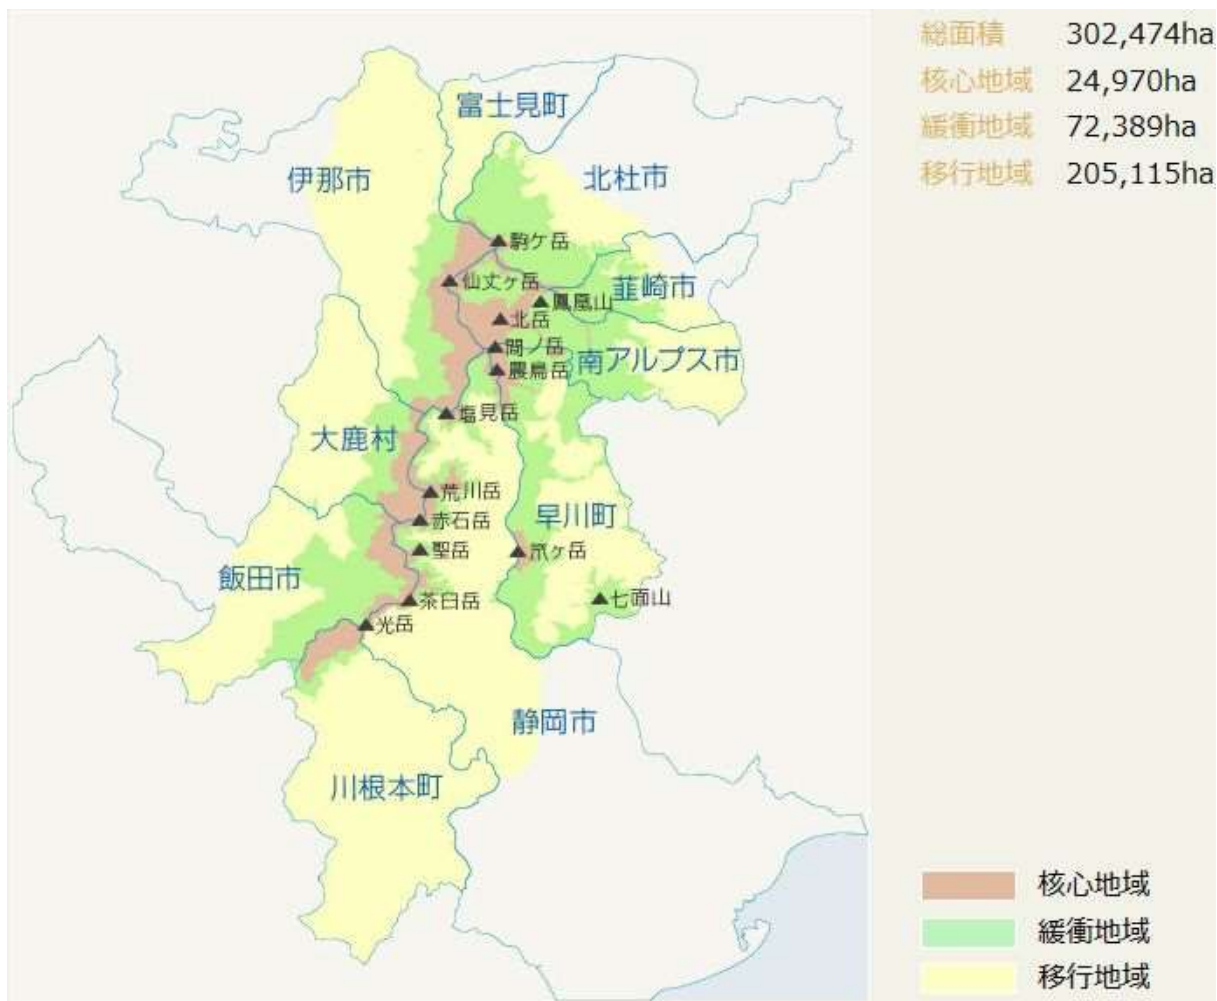 総面積 302,474ha
核心地域 24,970ha
緩衝地域 72,389ha
移行地域 205,115ha
富士見町
伊那市
北杜市
駒ケ岳
仙丈ヶ岳
韮崎市
鳳凰山
北岳
間ノ岳
南アルプス市
農鳥岳
塩見岳
大鹿村
荒川岳
早川町
赤石岳
聖岳
笊ヶ岳
飯田市
茶臼岳
七面山
光岳
静岡市
川根本町
核心地域
緩衝地域
移行地域